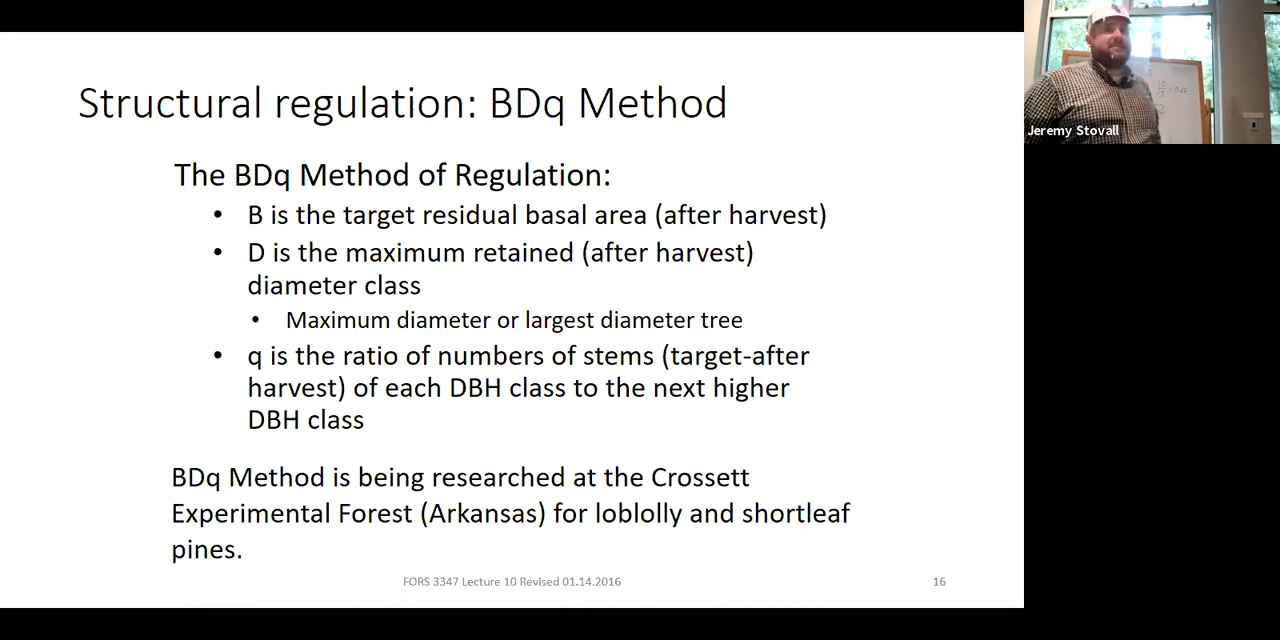 Structural regulation: BDq Method
The BDq Method of Regulation:
• B is the target residual basal area (after harvest)
• D is the maximum retained (after harvest)
diameter class
• Maximum diameter or largest diameter tree
• q is the ratio of numbers of stems (target-after
harvest) of each DBH class to the next higher
DBH class
BDq Method is being researched at the Crossett
Experimental Forest (Arkansas) for loblolly and shortleaf
pines.
FORS 3347 Lecture 10 Revised 01.14.2016
16
Jeremy Stovall